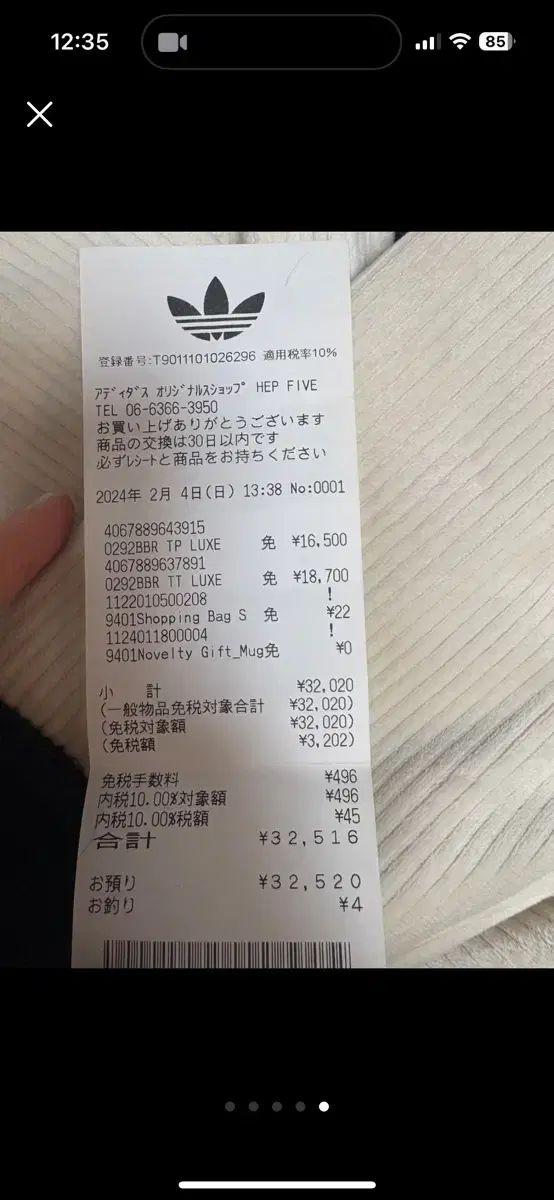 12:35
85
登録番号:T9011101026296 適用税率10%
アディダス オリジナルスショップ HEP FIVE
TEL 06-6366-3950
お買い上げありがとうございます
商品の交換は30日以内です
必ずレシートと商品をお持ちください
2024年 2月 4日(日) 13:38 No:0001
4067889643915
0292BBR TP LUXE 免 ¥16,500
4067889637891
0292BBR TT LUXE 免 ¥18,700
1122010500208 !
9401Shopping Bag S 免 ¥22
1124011800004 !
9401Novelty Gift_Mug免 ¥0
小 計 ¥32,020
(一般物品免税対象合計 ¥32,020)
(免税対象額 ¥32,020)
(免税額 ¥3,202)
免税手数料 ¥496
内税10.00%対象額 ¥496
内税10.00%税額 ¥45
合計 ¥32,516
お預り ¥32,520
お釣り ¥4